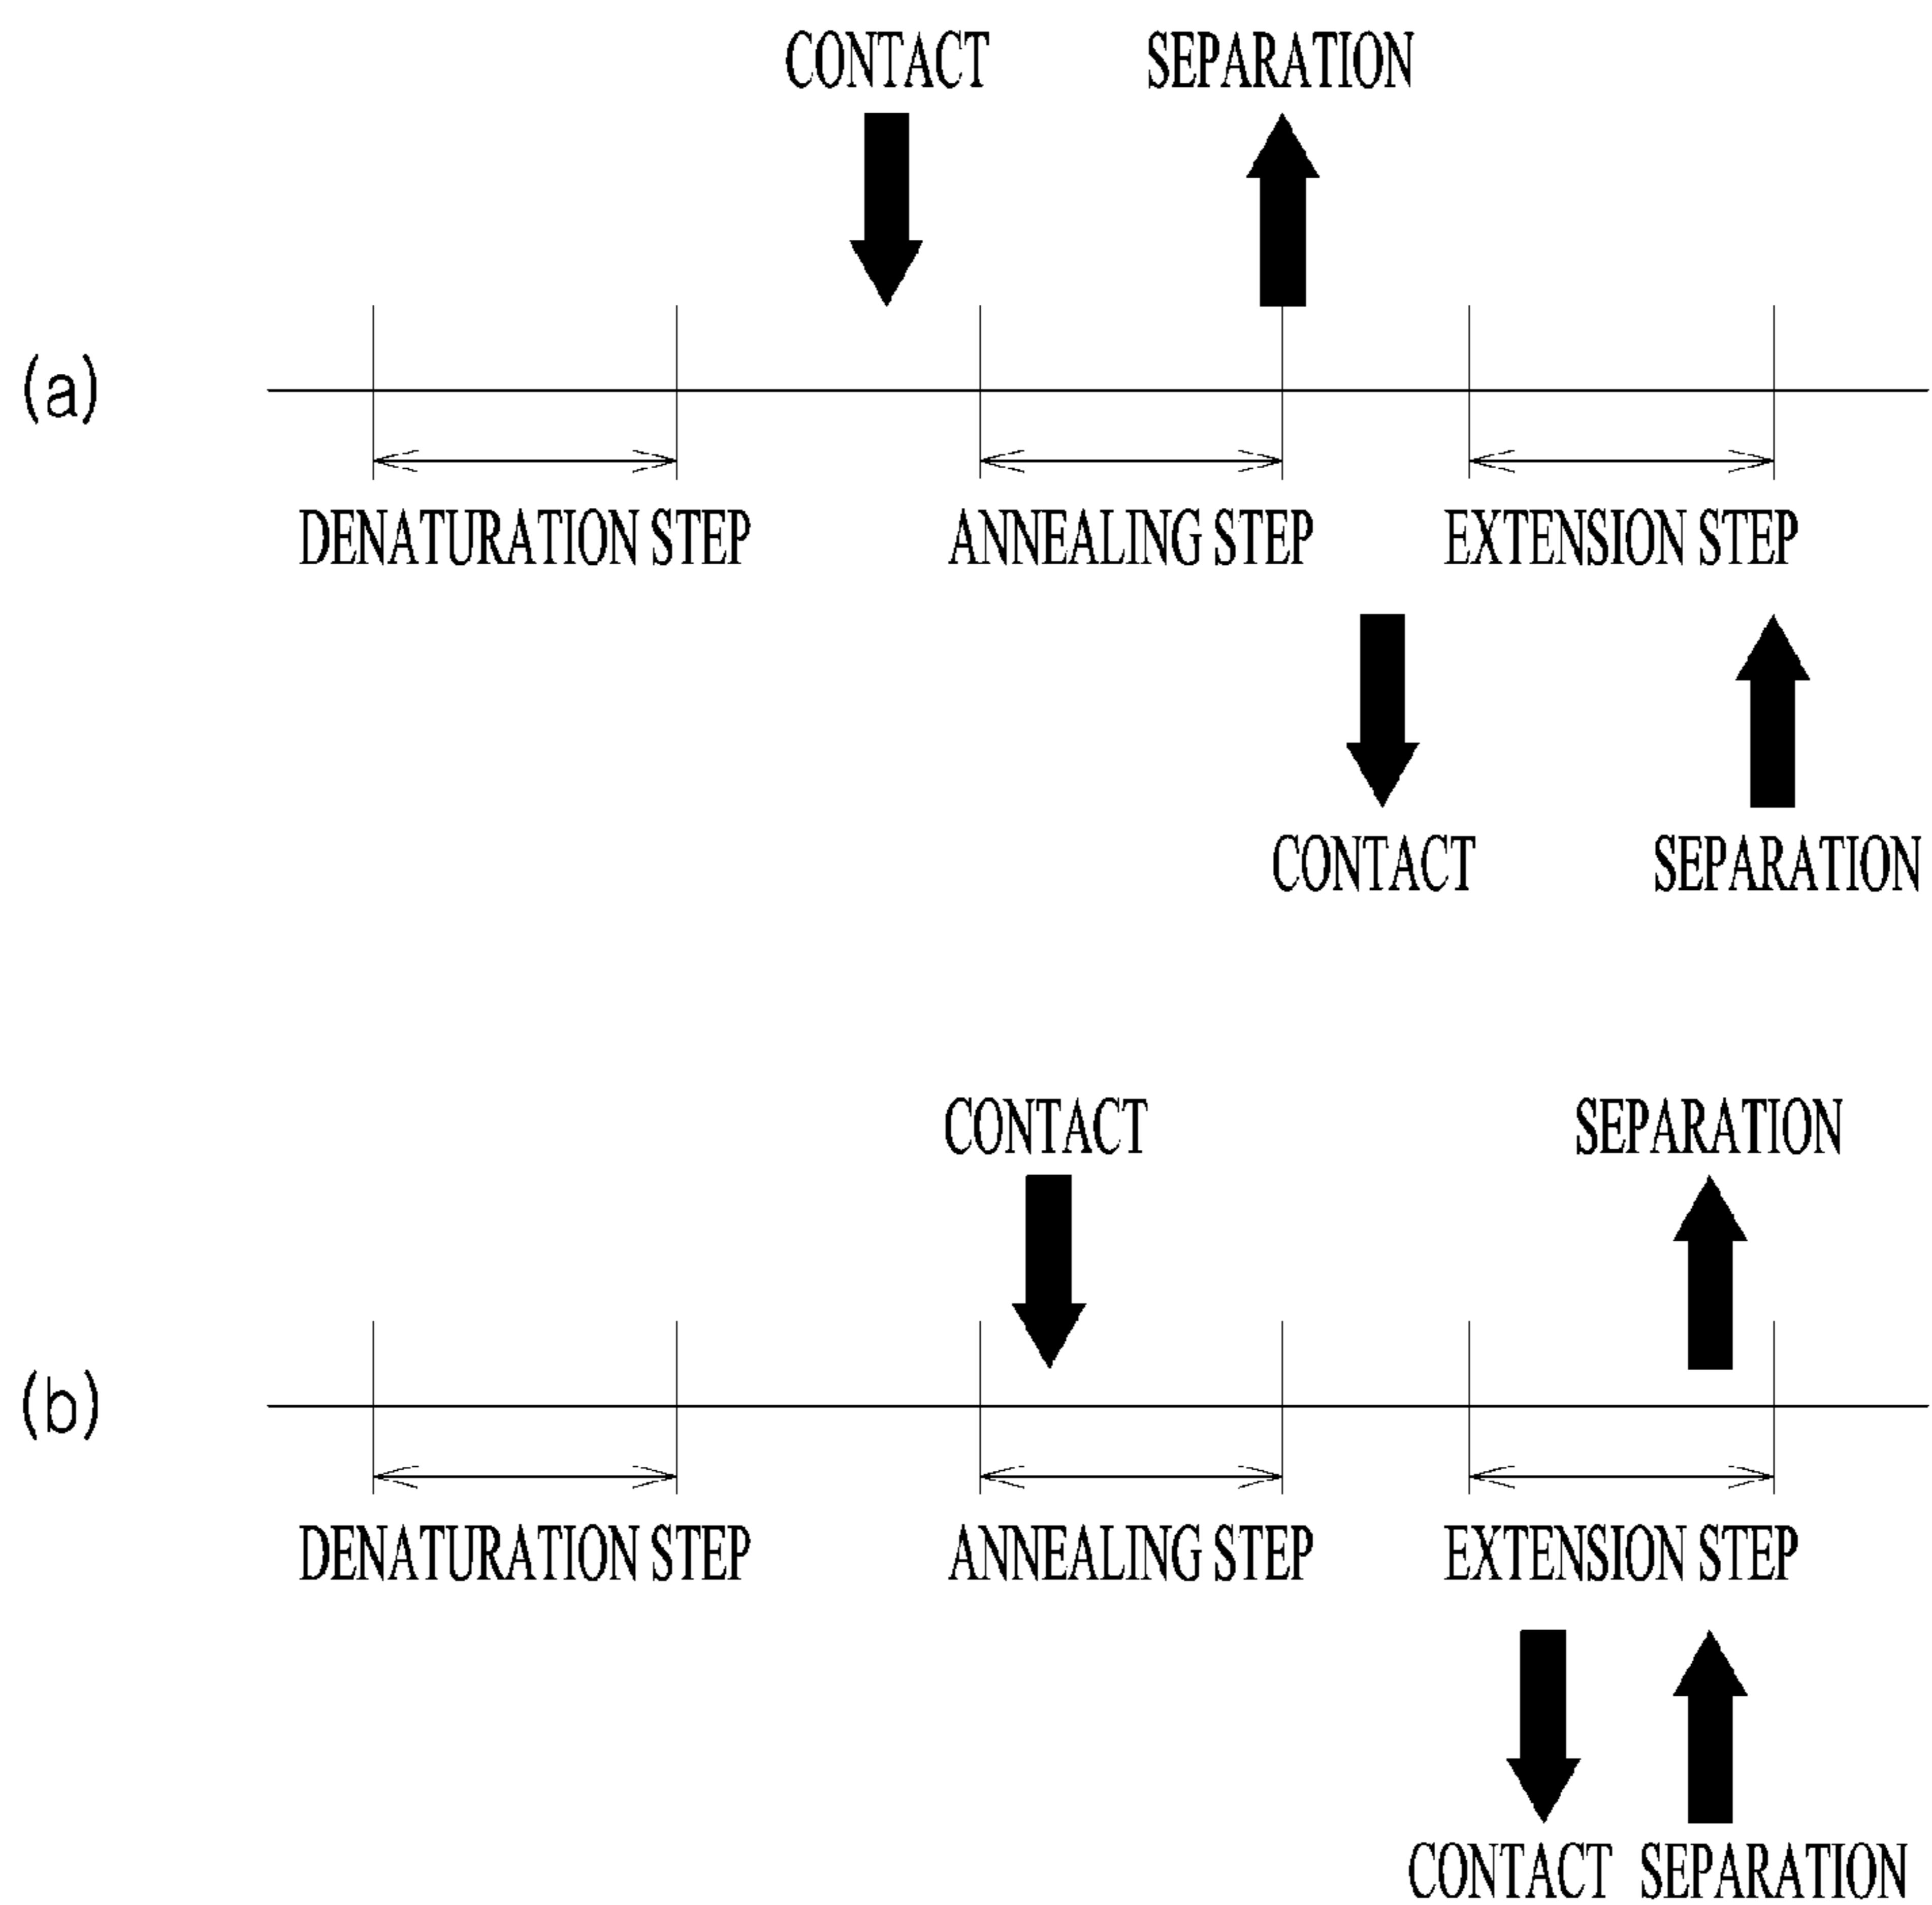 CONTACT SEPARATION
(a)
DENATURATION STEP ANNEALING STEP EXTENSION STEP
CONTACT SEPARATION
CONTACT SEPARATION
(b)
DENATURATION STEP ANNEALING STEP EXTENSION STEP
CONTACT SEPARATION